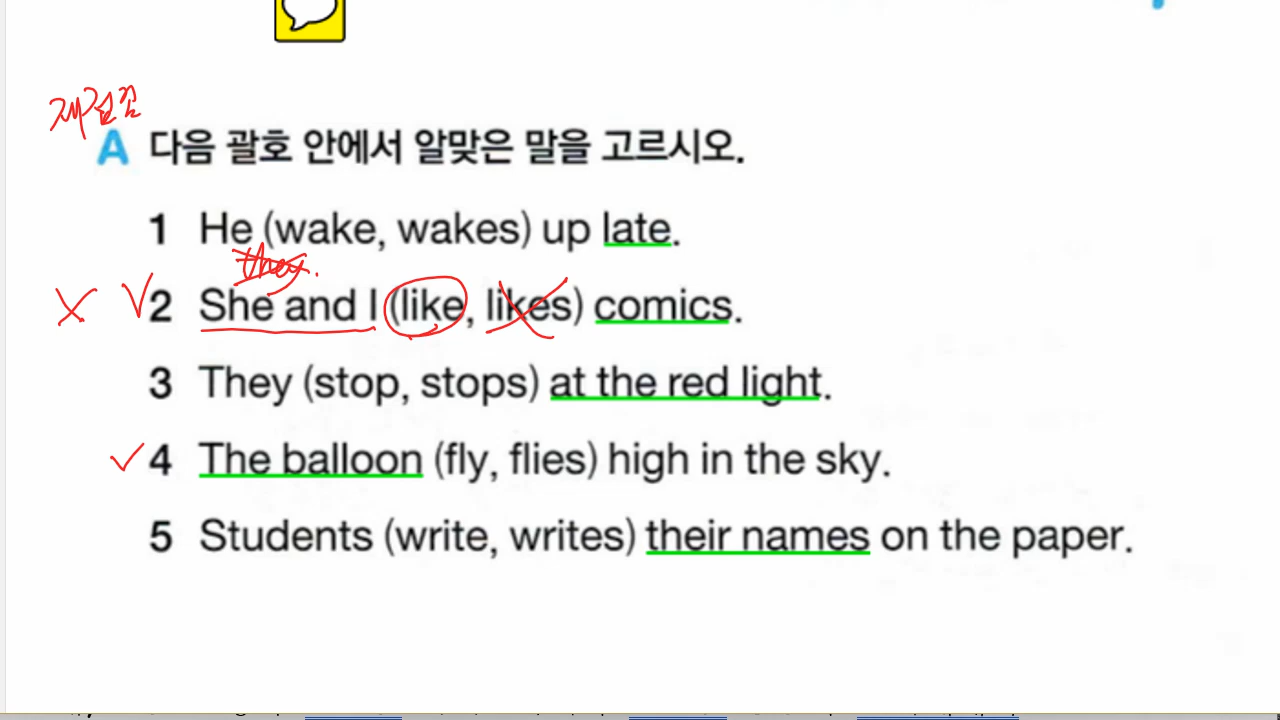 재점검
A 다음 괄호 안에서 알맞은 말을 고르시오.
1 He (wake, wakes) up late.
they.
2 She and I (like, likes) comics.
3 They (stop, stops) at the red light.
4 The balloon (fly, flies) high in the sky.
5 Students (write, writes) their names on the paper.